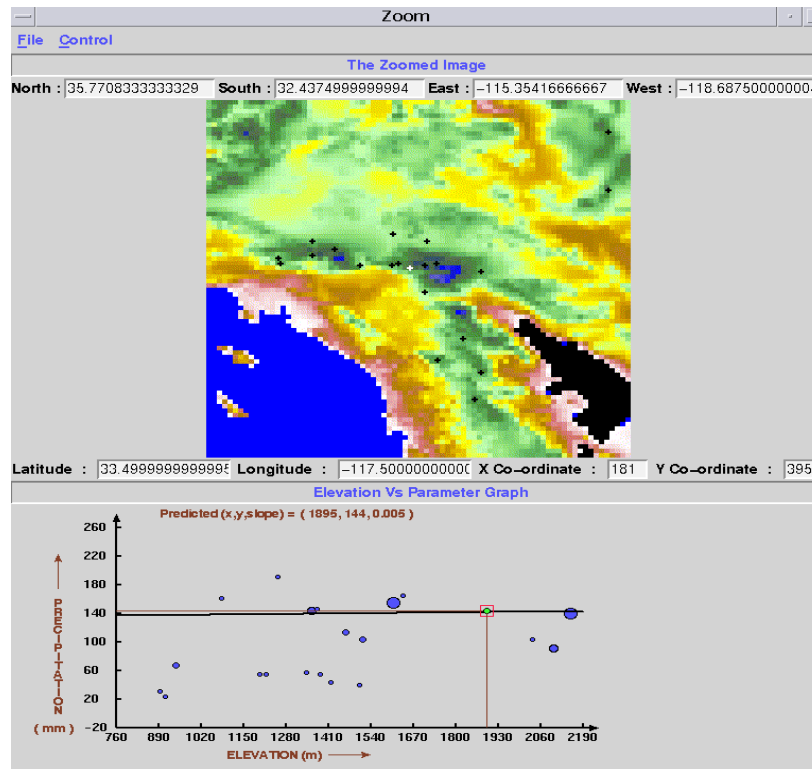 Zoom
File Control
The Zoomed Image
North : 35.7708333333329 South : 32.4374999999994 East : -115.35416666667 West : -118.6875000000
Latitude : 33.4999999999999 Longitude : -117.5000000000 X Co-ordinate : 181 Y Co-ordinate : 395
Elevation Vs Parameter Graph
Predicted (x,y,slope) = ( 1895, 144, 0.005 )
260
220
180
140
100
60
20
-20
PRECIPITATION
( mm )
760 890 1020 1150 1280 1410 1540 1670 1800 1930 2060 2190
ELEVATION (m)